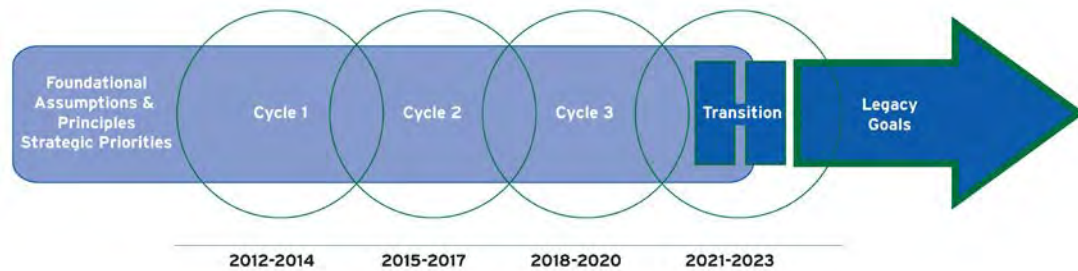 Foundational
Assumptions &
Principles
Strategic Priorities
Cycle 1
Cycle 2
Cycle 3
Transition
Legacy
Goals
2012-2014
2015-2017
2018-2020
2021-2023